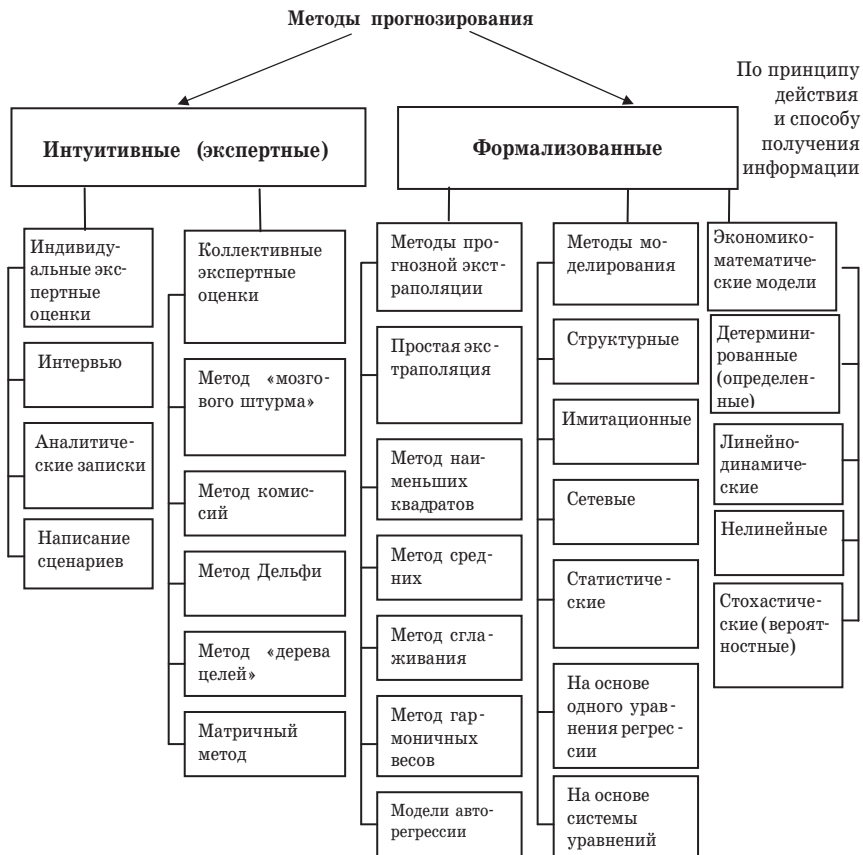 Методы прогнозирования
По принципу
действия
и способу
получения
информации
Интуитивные (экспертные)
Формализованные
Индивиду-
альные экс-
пертные
оценки
Интервью
Аналитиче-
ские записки
Написание
сценариев
Коллективные
экспертные
оценки
Метод «мозго-
вого штурма»
Метод комис-
сий
Метод Дельфи
Метод «дерева
целей»
Матричный
метод
Методы про-
гнозной экст-
раполяции
Простая экс-
траполяция
Метод наи-
меньших
квадратов
Метод сред-
них
Метод сгла-
живания
Метод гар-
моничных
весов
Модели авто-
регрессии
Методы мо-
делирования
Структурные
Имитационные
Сетевые
Статистиче-
ские
На основе
одного урав-
нения регрес-
сии
На основе
системы
уравнений
Экономико-
математиче-
ские модели
Детермини-
рованные
(определен-
ные)
Линейно-
динамиче-
ские
Нелинейные
Стохастиче-
ские (вероят-
ностные)